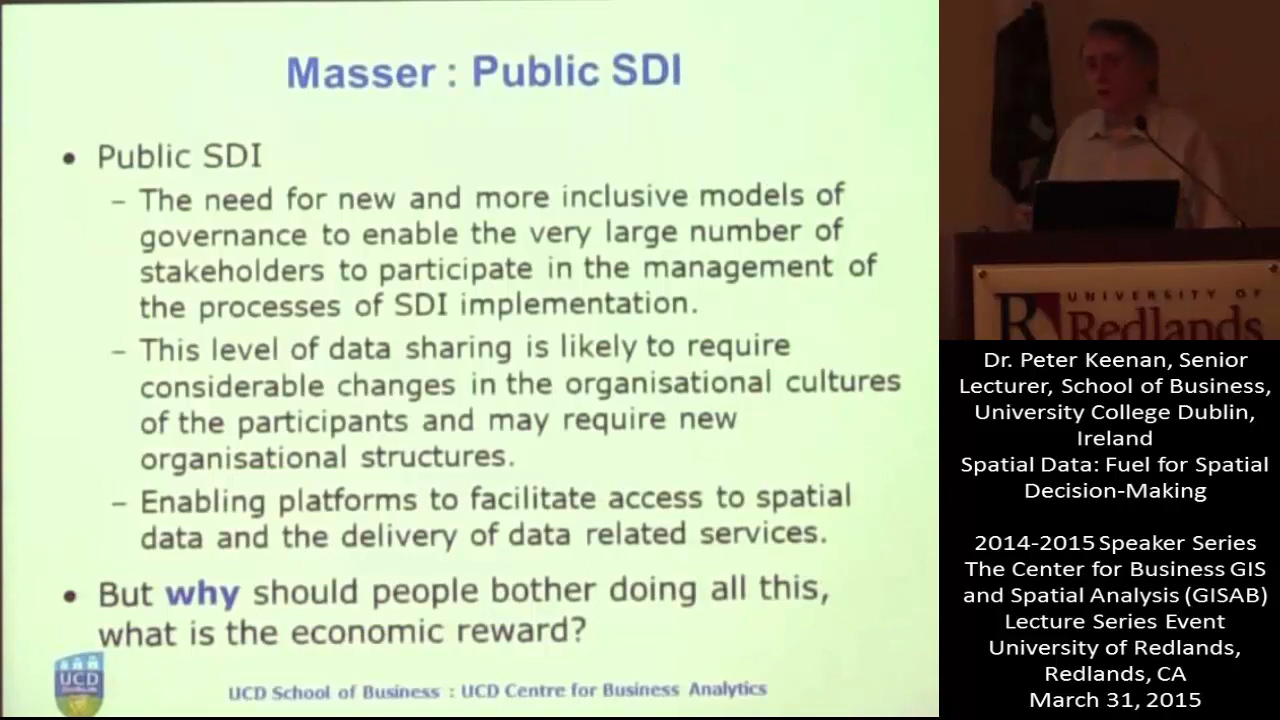 Masser : Public SDI
• Public SDI
– The need for new and more inclusive models of
governance to enable the very large number of
stakeholders to participate in the management of
the processes of SDI implementation.
– This level of data sharing is likely to require
considerable changes in the organisational cultures
of the participants and may require new
organisational structures.
– Enabling platforms to facilitate access to spatial
data and the delivery of data related services.
• But why should people bother doing all this,
what is the economic reward?
UCD
UCD School of Business : UCD Centre for Business Analytics
R UNIVERSITY OF
Redlands
Dr. Peter Keenan, Senior
Lecturer, School of Business,
University College Dublin,
Ireland
Spatial Data: Fuel for Spatial
Decision-Making
2014-2015 Speaker Series
The Center for Business GIS
and Spatial Analysis (GISAB)
Lecture Series Event
University of Redlands,
Redlands, CA
March 31, 2015